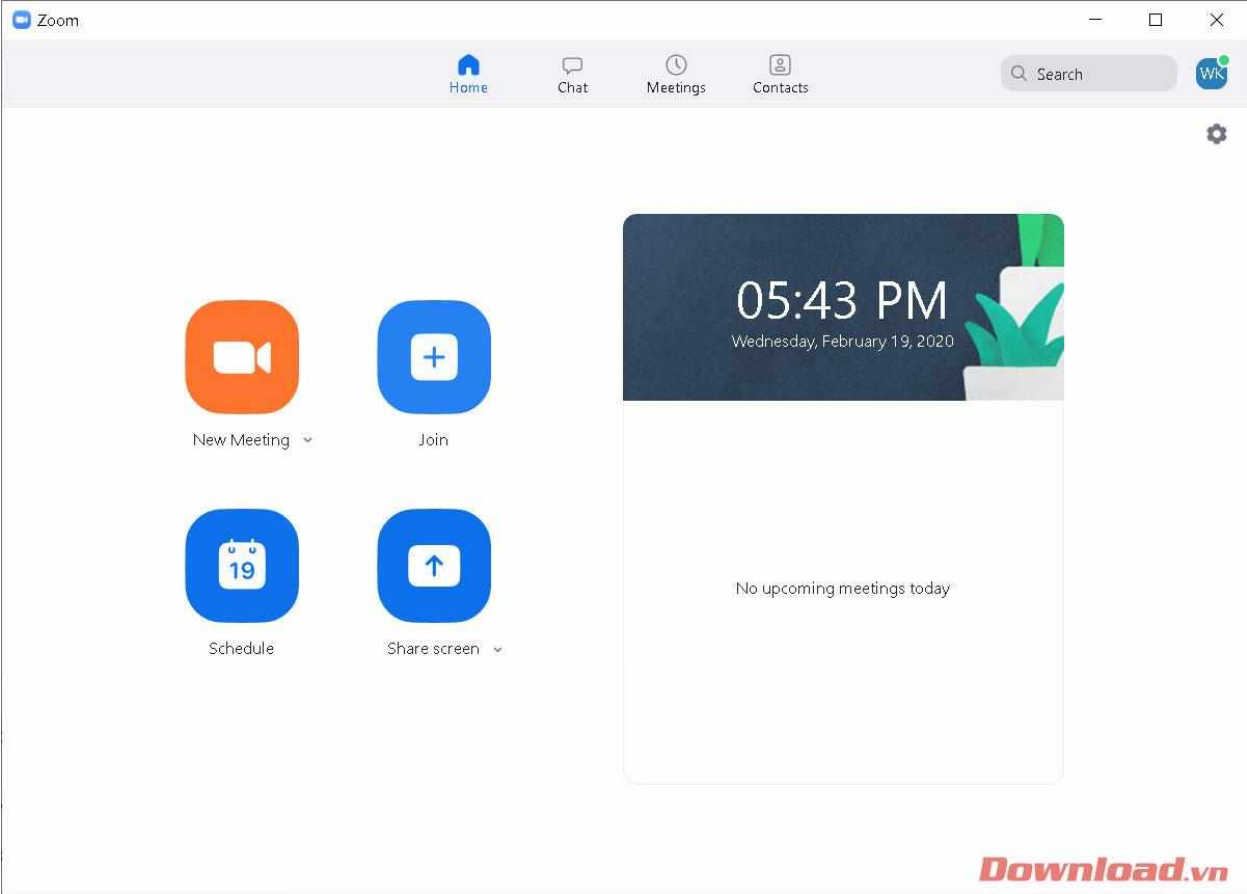 Zoom
Home
Chat
Meetings
Contacts
Search
WK
05:43 PM
Wednesday, February 19, 2020
New Meeting
Join
19
Schedule
Share screen
No upcoming meetings today
Download.vn